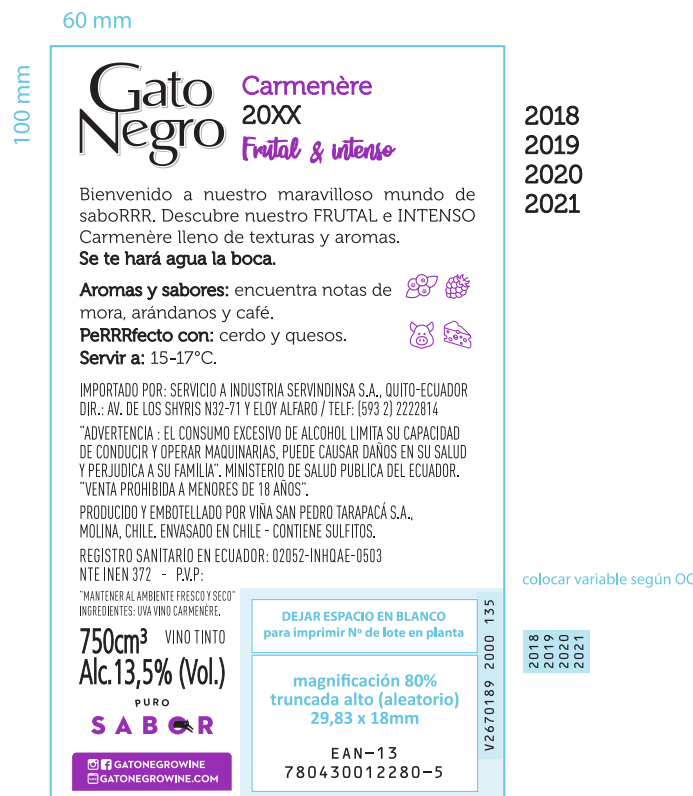 60 mm
100 mm
Gato
Negro
Carmenère
20XX
Frutal & intenso
2018
2019
2020
2021
Bienvenido a nuestro maravilloso mundo de
saboRRR. Descubre nuestro FRUTAL e INTENSO
Carmenère lleno de texturas y aromas.
Se te hará agua la boca.
Aromas y sabores: encuentra notas de
mora, arándanos y café.
PeRRRfecto con: cerdo y quesos.
Servir a: 15-17°C.
IMPORTADO POR: SERVICIO A INDUSTRIA SERVINDINSA S.A., QUITO-ECUADOR
DIR.: AV. DE LOS SHYRIS N32-71 Y ELOY ALFARO / TELF: (593 2) 2222814
"ADVERTENCIA : EL CONSUMO EXCESIVO DE ALCOHOL LIMITA SU CAPACIDAD
DE CONDUCIR Y OPERAR MAQUINARIAS, PUEDE CAUSAR DAÑOS EN SU SALUD
Y PERJUDICA A SU FAMILIA". MINISTERIO DE SALUD PUBLICA DEL ECUADOR.
"VENTA PROHIBIDA A MENORES DE 18 AÑOS".
PRODUCIDO Y EMBOTELLADO POR VIÑA SAN PEDRO TARAPACÁ S.A.,
MOLINA, CHILE. ENVASADO EN CHILE - CONTIENE SULFITOS.
REGISTRO SANITARIO EN ECUADOR: 02052-INHQAE-0503
NTE INEN 372 - P.V.P:
"MANTENER AL AMBIENTE FRESCO Y SECO"
INGREDIENTES: UVA VINO CARMENÈRE.
750cm³ VINO TINTO
Alc.13,5% (Vol.)
PURO
SABOR
GATONEGROWINE
GATONEGROWINE.COM
DEJAR ESPACIO EN BLANCO
para imprimir Nº de lote en planta
magnificación 80%
truncada alto (aleatorio)
29,83 x 18mm
EAN-13
780430012280-5
V2670189 2000 135
colocar variable según OC
2018
2019
2020
2021